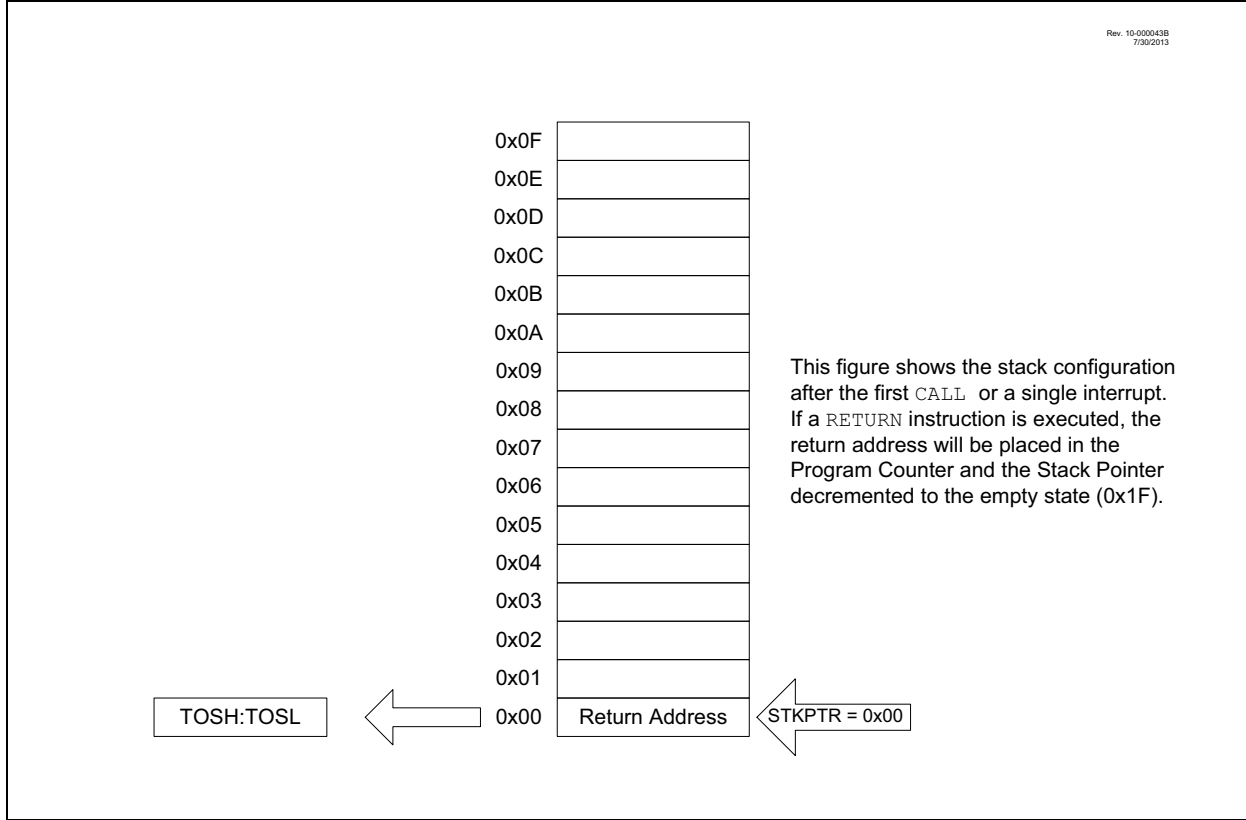 Rev. 10-000043B
7/30/2013
0x0F
0x0E
0x0D
0x0C
0x0B
0x0A
0x09
0x08
0x07
0x06
0x05
0x04
0x03
0x02
0x01
This figure shows the stack configuration
after the first CALL or a single interrupt.
If a RETURN instruction is executed, the
return address will be placed in the
Program Counter and the Stack Pointer
decremented to the empty state (0x1F).
TOSH:TOSL 0x00 Return Address STKPTR = 0x00